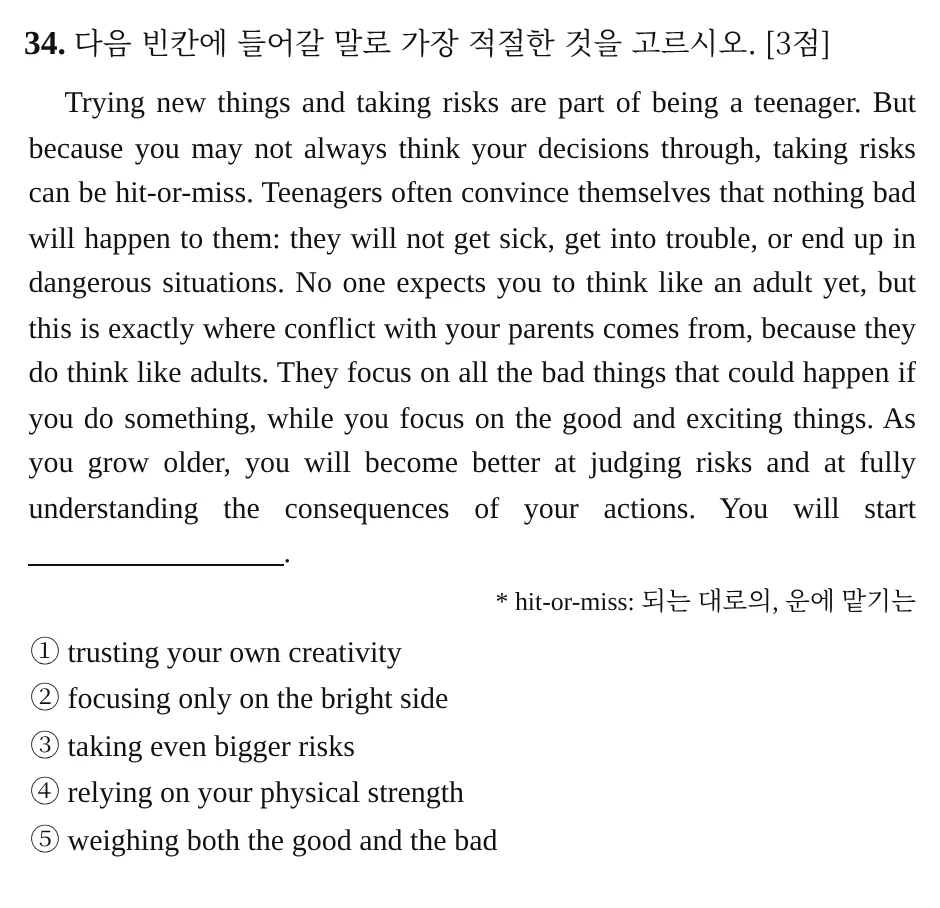 34. 다음 빈칸에 들어갈 말로 가장 적절한 것을 고르시오. [3점]
Trying new things and taking risks are part of being a teenager. But
because you may not always think your decisions through, taking risks
can be hit-or-miss. Teenagers often convince themselves that nothing bad
will happen to them: they will not get sick, get into trouble, or end up in
dangerous situations. No one expects you to think like an adult yet, but
this is exactly where conflict with your parents comes from, because they
do think like adults. They focus on all the bad things that could happen if
you do something, while you focus on the good and exciting things. As
you grow older, you will become better at judging risks and at fully
understanding the consequences of your actions. You will start
________________.
* hit-or-miss: 되는 대로의, 운에 맡기는
① trusting your own creativity
② focusing only on the bright side
③ taking even bigger risks
④ relying on your physical strength
⑤ weighing both the good and the bad